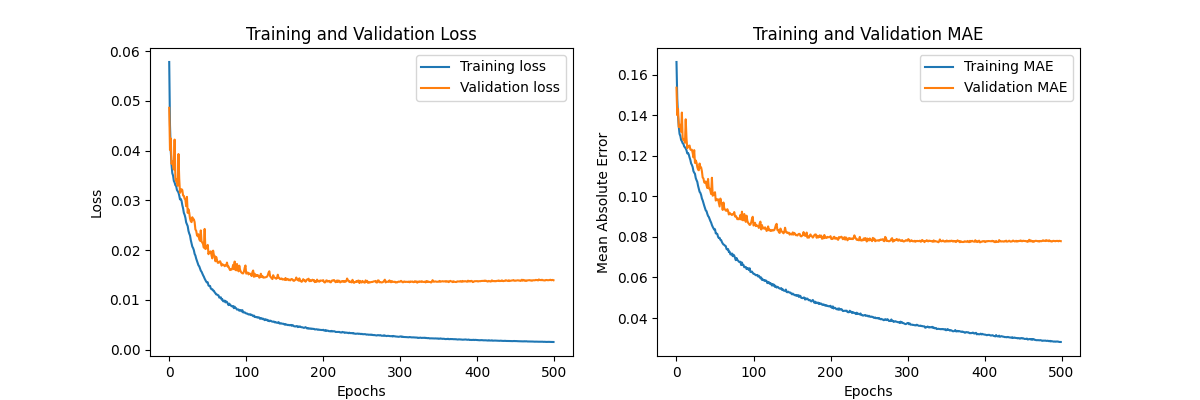 Training and Validation Loss
0.06
0.05
0.04
0.03
0.02
0.01
0.00
Loss
Training loss
Validation loss
0
100
200
300
400
500
Epochs
Training and Validation MAE
0.16
0.14
0.12
0.10
0.08
0.06
0.04
Mean Absolute Error
Training MAE
Validation MAE
0
100
200
300
400
500
Epochs